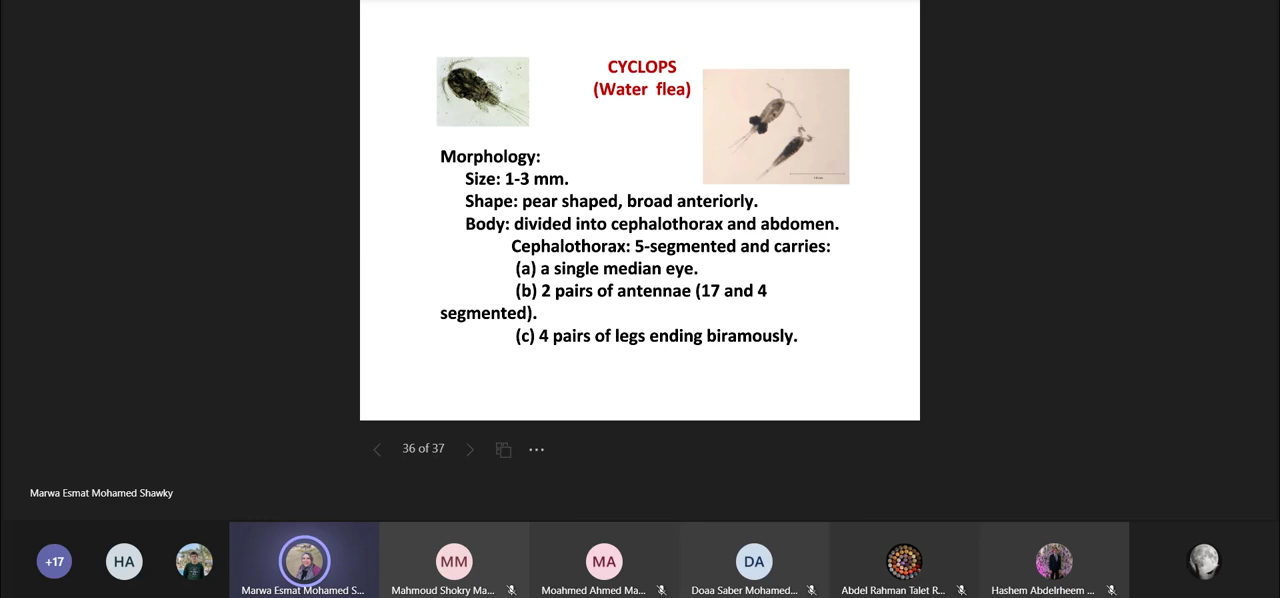 CYCLOPS
(Water flea)
Morphology:
Size: 1-3 mm.
Shape: pear shaped, broad anteriorly.
Body: divided into cephalothorax and abdomen.
Cephalothorax: 5-segmented and carries:
(a) a single median eye.
(b) 2 pairs of antennae (17 and 4
segmented).
(c) 4 pairs of legs ending biramously.
36 of 37
Marwa Esmat Mohamed Shawky
+17
HA
MM
MA
DA
Marwa Esmat Mohamed S...
Mahmoud Shokry Ma...
Moahmed Ahmed Ma...
Doaa Saber Mohamed...
Abdel Rahman Talet R...
Hashem Abdelrheem ...